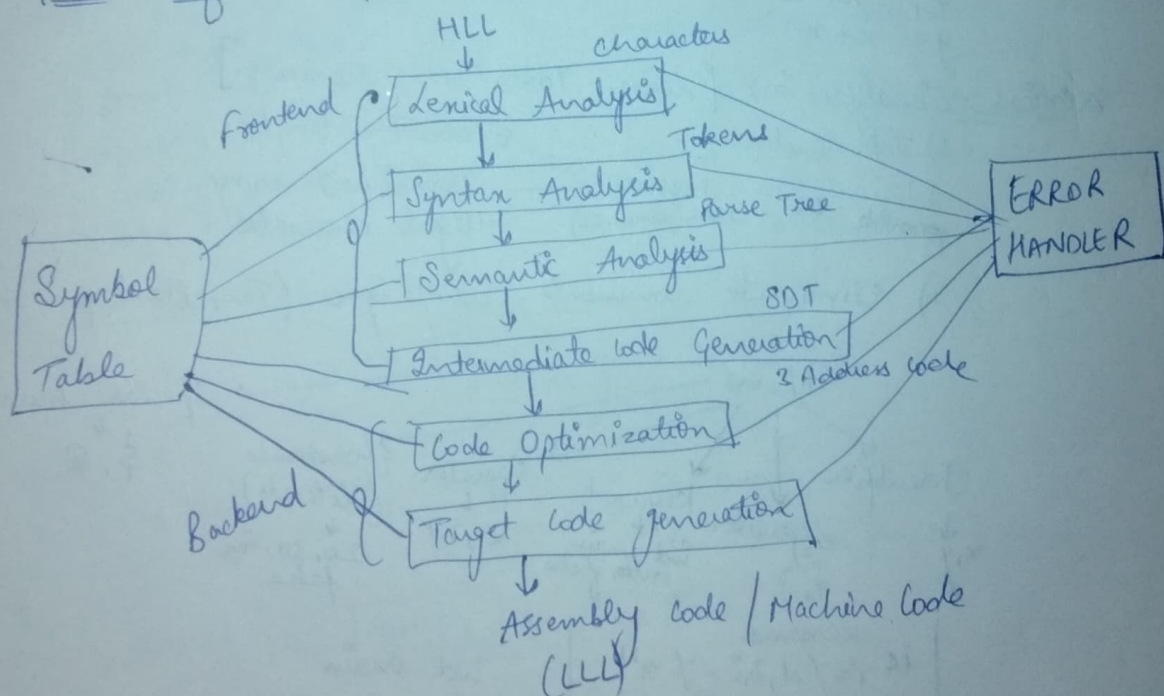 HLL
Characters
Frontend
Lexical Analysis
Tokens
Syntax Analysis
Parse Tree
Semantic Analysis
SDT
Intermediate Code Generation
3 Address Code
Code Optimization
Backend
Target Code generation
Assembly Code / Machine Code
(LLL)
Symbol
Table
ERROR
HANDLER